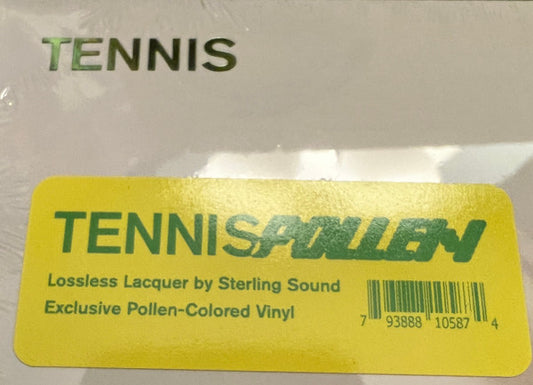 TENNIS
TENNIS POLLEN
Lossless Lacquer by Sterling Sound
Exclusive Pollen-Colored Vinyl
7 93888 10587 4